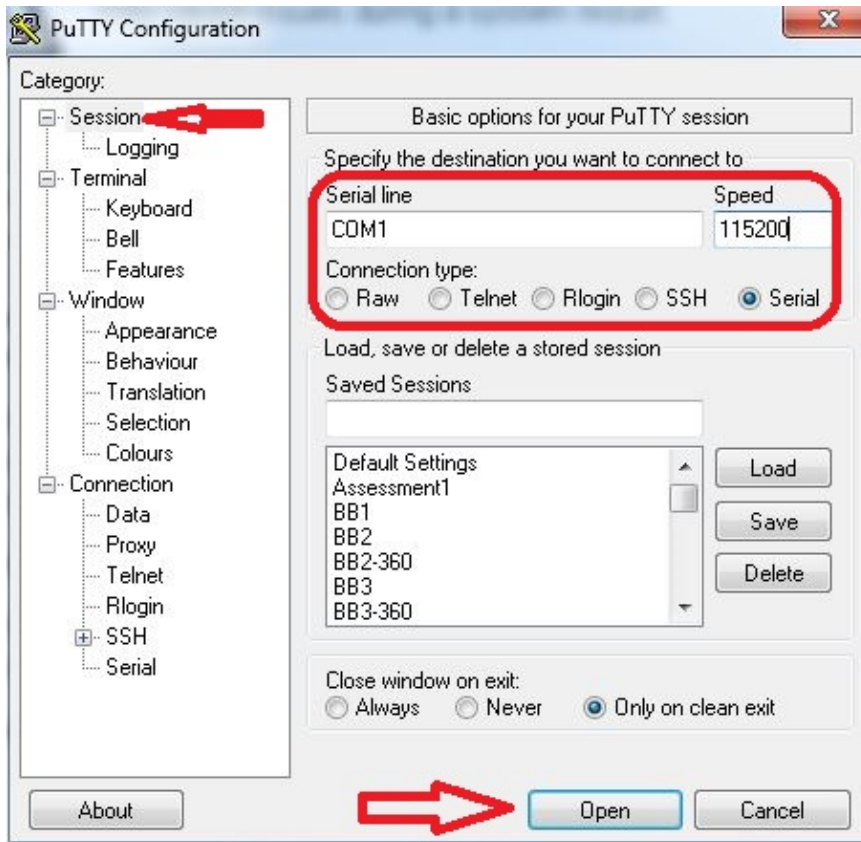 PuTTY Configuration
Category:
Session
Logging
Terminal
Keyboard
Bell
Features
Window
Appearance
Behaviour
Translation
Selection
Colours
Connection
Data
Proxy
Telnet
Rlogin
SSH
Serial
Basic options for your PuTTY session
Specify the destination you want to connect to
Serial line Speed
COM1 115200
Connection type:
Raw Telnet Rlogin SSH Serial
Load, save or delete a stored session
Saved Sessions
Default Settings
Assessment1
BB1
BB2
BB2-360
BB3
BB3-360
Load
Save
Delete
Close window on exit:
Always Never Only on clean exit
About Open Cancel